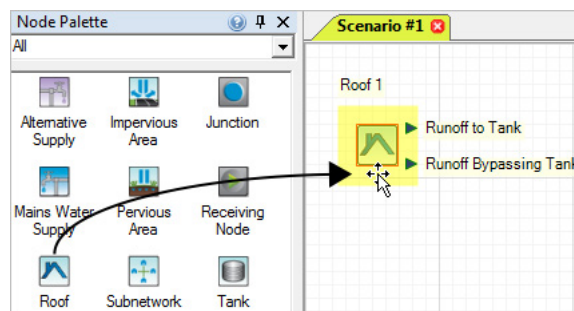 Node Palette
All
Alternative
Supply
Impervious
Area
Junction
Mains Water
Supply
Pervious
Area
Receiving
Node
Roof
Subnetwork
Tank
Scenario #1
Roof 1
Runoff to Tank
Runoff Bypassing Tank